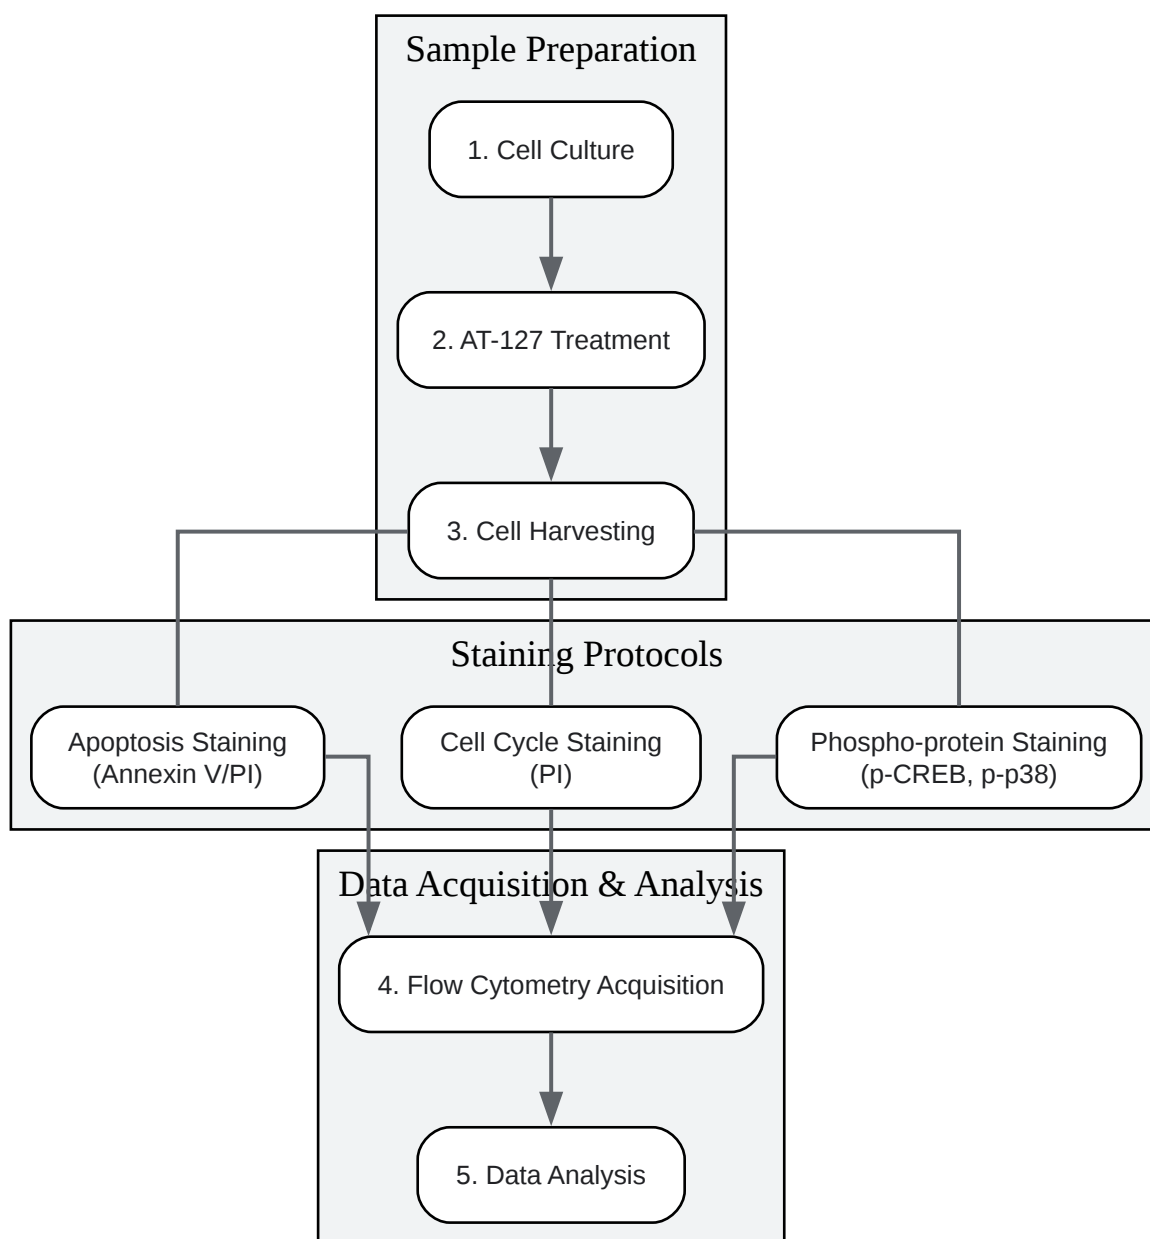 Sample Preparation
1. Cell Culture
2. AT-127 Treatment
3. Cell Harvesting
Staining Protocols
Apoptosis Staining
(Annexin V/PI)
Cell Cycle Staining
(PI)
Phospho-protein Staining
(p-CREB, p-p38)
Data Acquisition & Analysis
4. Flow Cytometry Acquisition
5. Data Analysis